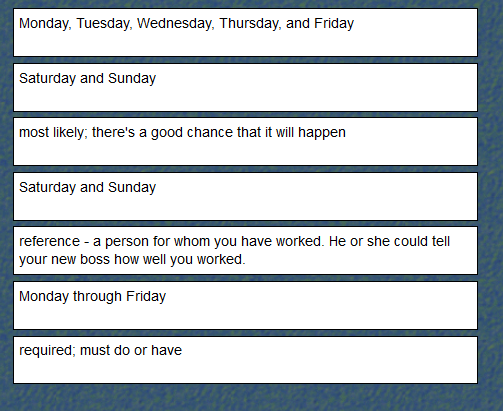 Monday, Tuesday, Wednesday, Thursday, and Friday
Saturday and Sunday
most likely; there's a good chance that it will happen
Saturday and Sunday
reference - a person for whom you have worked. He or she could tell
your new boss how well you worked.
Monday through Friday
required; must do or have